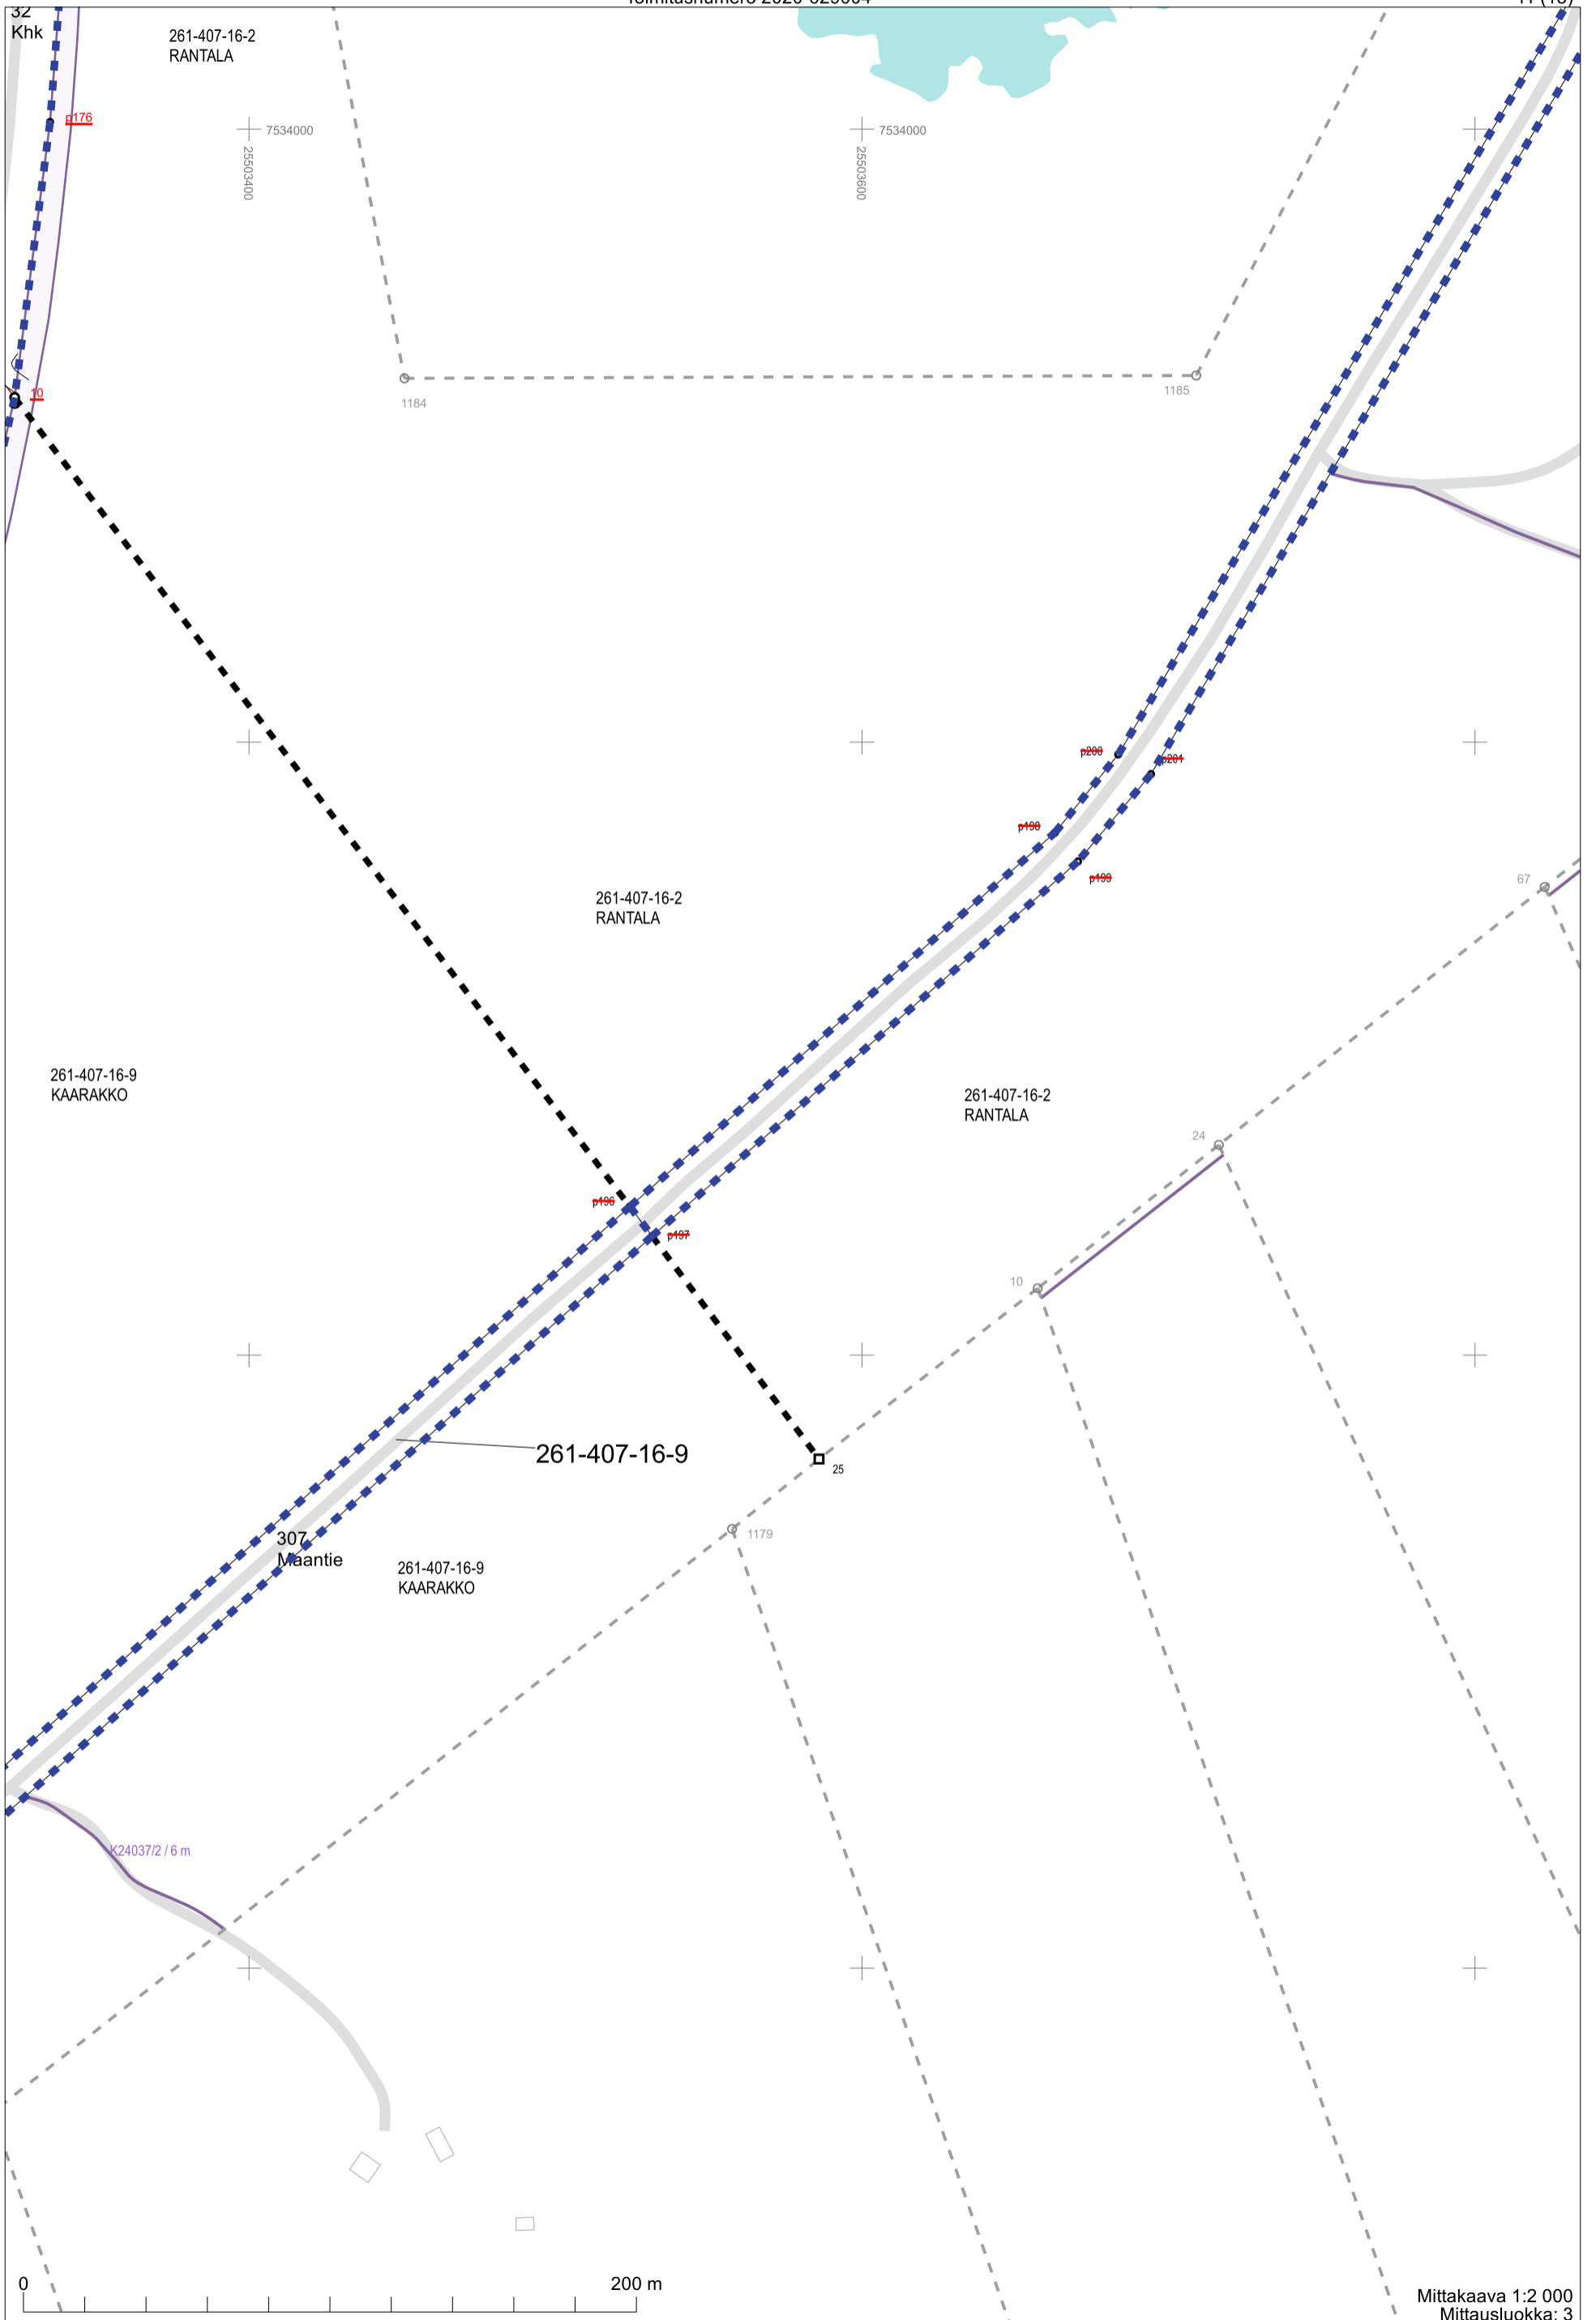 32
Khk
261-407-16-2
RANTALA
p176
7534000
25503400
7534000
25503600
10
1184
1185
p200
p201
p198
p199
67
261-407-16-2
RANTALA
261-407-16-9
KAARAKKO
261-407-16-2
RANTALA
24
p196
p197
10
261-407-16-9
25
1179
307
Maantie
261-407-16-9
KAARAKKO
K24037/2 / 6 m
0
200 m
Mittakaava 1:2 000
Mittausluokka: 3